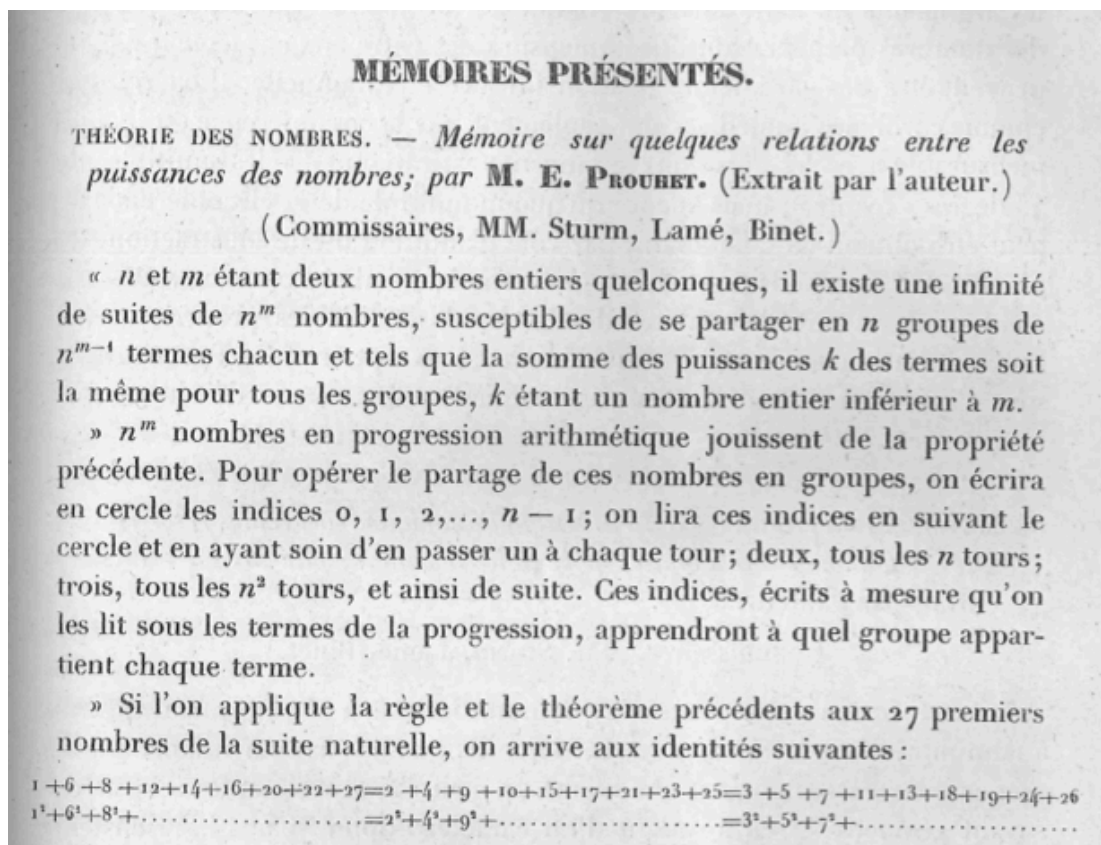 MÉMOIRES PRÉSENTÉS.
THÉORIE DES NOMBRES. — Mémoire sur quelques relations entre les
puissances des nombres; par M. E. PROUHET. (Extrait par l'auteur.)
(Commissaires, MM. Sturm, Lamé, Binet.)
« n et m étant deux nombres entiers quelconques, il existe une infinité
de suites de n^m nombres, susceptibles de se partager en n groupes de
n^{m-1} termes chacun et tels que la somme des puissances k des termes soit
la même pour tous les groupes, k étant un nombre entier inférieur à m.
» n^m nombres en progression arithmétique jouissent de la propriété
précédente. Pour opérer le partage de ces nombres en groupes, on écrira
en cercle les indices 0, 1, 2,..., n — 1; on lira ces indices en suivant le
cercle et en ayant soin d'en passer un à chaque tour; deux, tous les n tours;
trois, tous les n² tours, et ainsi de suite. Ces indices, écrits à mesure qu'on
les lit sous les termes de la progression, apprendront à quel groupe appar-
tient chaque terme.
» Si l'on applique la règle et le théorème précédents aux 27 premiers
nombres de la suite naturelle, on arrive aux identités suivantes :
1+6+8+12+14+16+20+22+27=2+4+9+10+15+17+21+23+25=3+5+7+11+13+18+19+24+26
1²+6²+8²+..............................=2²+4²+9²+..............................=3²+5²+7²+..............................